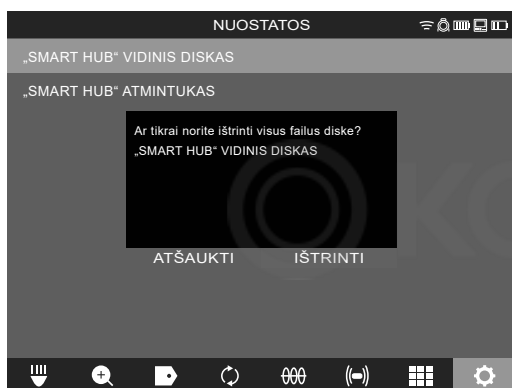 NUOSTATOS
„SMART HUB“ VIDINIS DISKAS
„SMART HUB“ ATMINTUKAS
Ar tikrai norite ištrinti visus failus diske?
„SMART HUB“ VIDINIS DISKAS
ATŠAUKTI IŠTRINTI